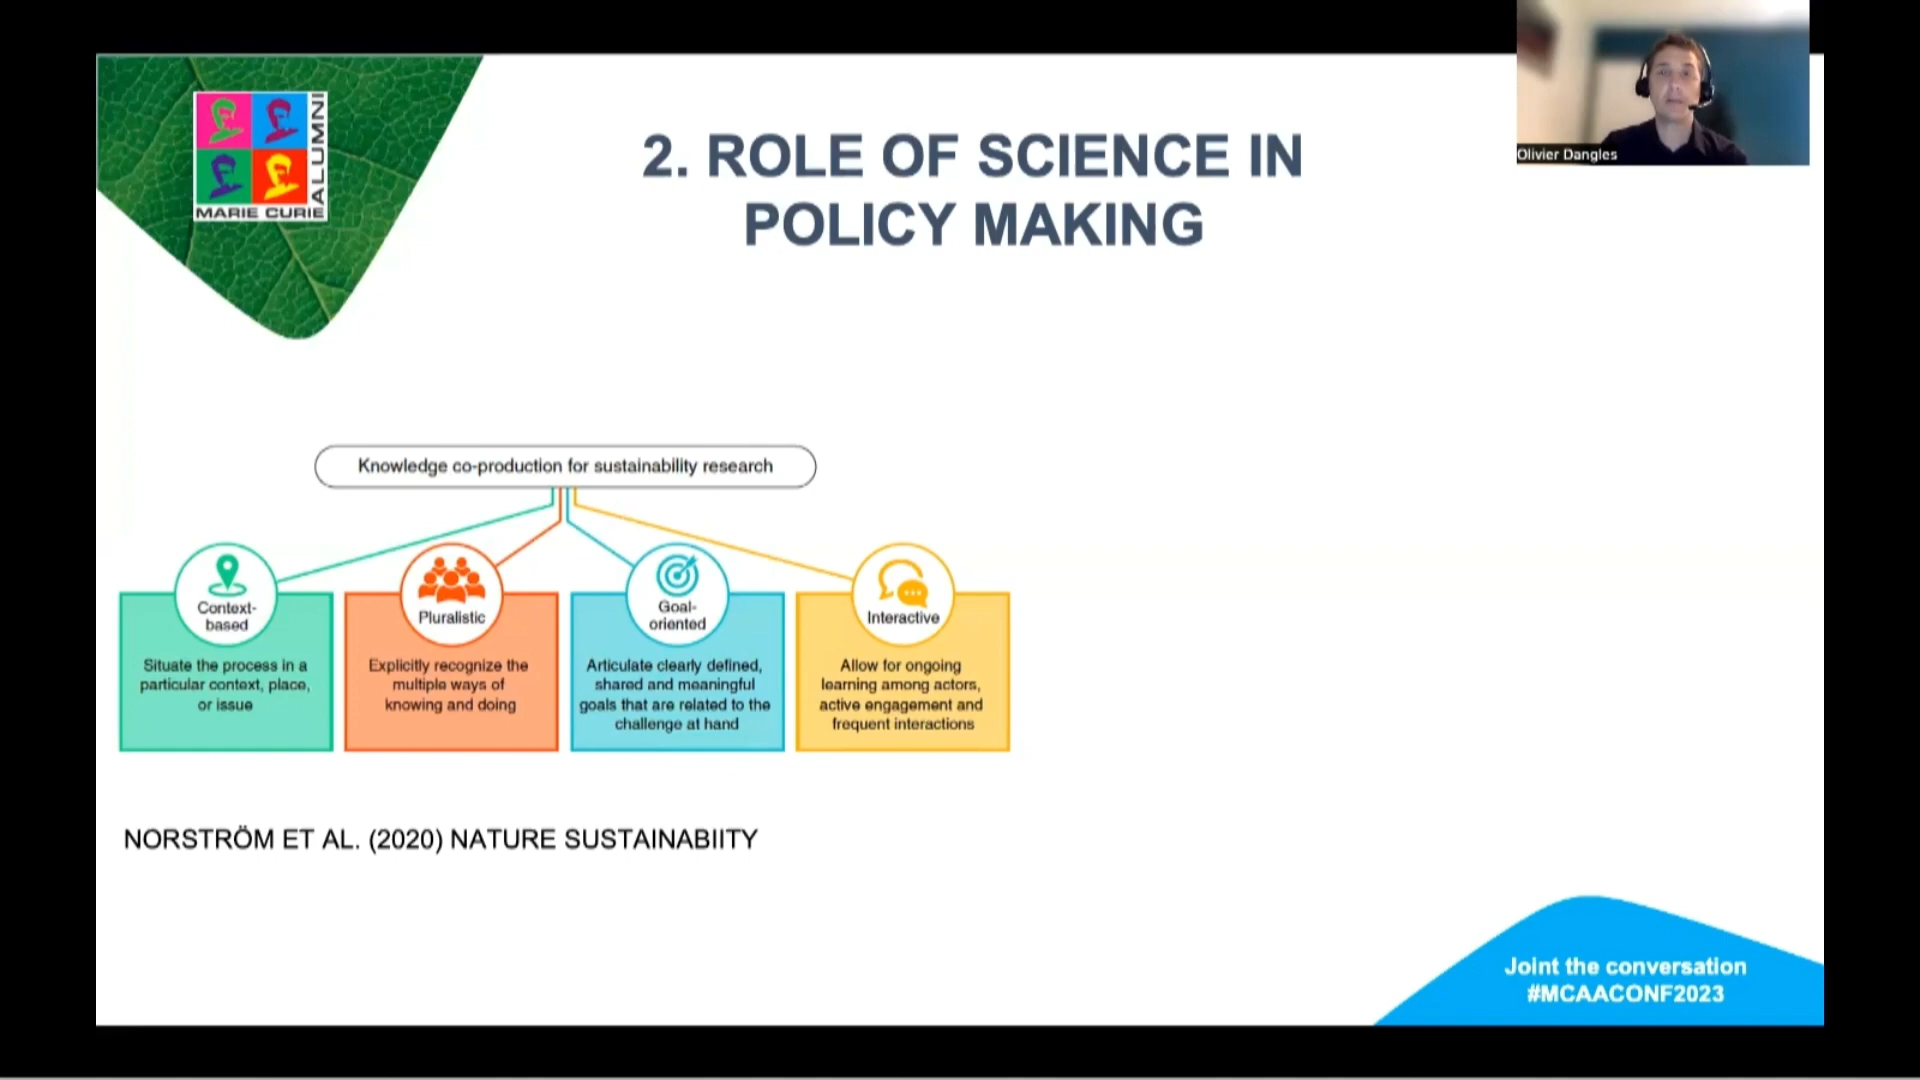 MARIE CURIE
ALUMNI
Olivier Dangles
2. ROLE OF SCIENCE IN
POLICY MAKING
Knowledge co-production for sustainability research
Context-
based
Situate the process in a
particular context, place,
or issue
Pluralistic
Explicitly recognize the
multiple ways of
knowing and doing
Goal-
oriented
Articulate clearly defined,
shared and meaningful
goals that are related to the
challenge at hand
Interactive
Allow for ongoing
learning among actors,
active engagement and
frequent interactions
NORSTRÖM ET AL. (2020) NATURE SUSTAINABIITY
Joint the conversation
#MCAACONF2023